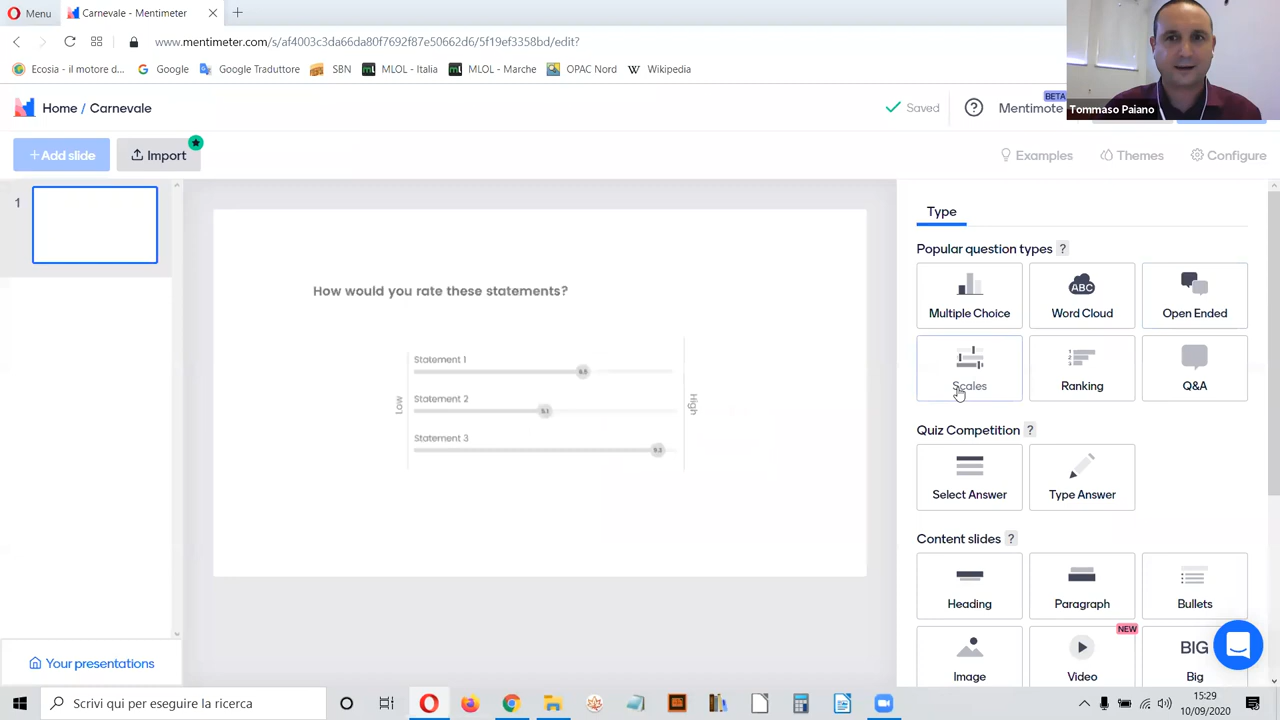 Menu
Carnevale - Mentimeter
www.mentimeter.com/s/af4003c3da66da80f7692f87e50662d6/5f19ef3358bd/edit?
Ecosia - il motore d...
Google
Google Traduttore
SBN
MLOL - Italia
MLOL - Marche
OPAC Nord
Wikipedia
Tommaso Paiano
Home / Carnevale
Saved
Mentimote
BETA
+ Add slide
Import
Examples
Themes
Configure
1
How would you rate these statements?
Low
Statement 1
Statement 2
Statement 3
High
Type
Popular question types ?
Multiple Choice
ABC
Word Cloud
Open Ended
Scales
Ranking
Q&A
Quiz Competition ?
Select Answer
Type Answer
Content slides ?
Heading
Paragraph
Bullets
Image
NEW
Video
BIG
Big
Your presentations
Scrivi qui per eseguire la ricerca
15:29
10/09/2020